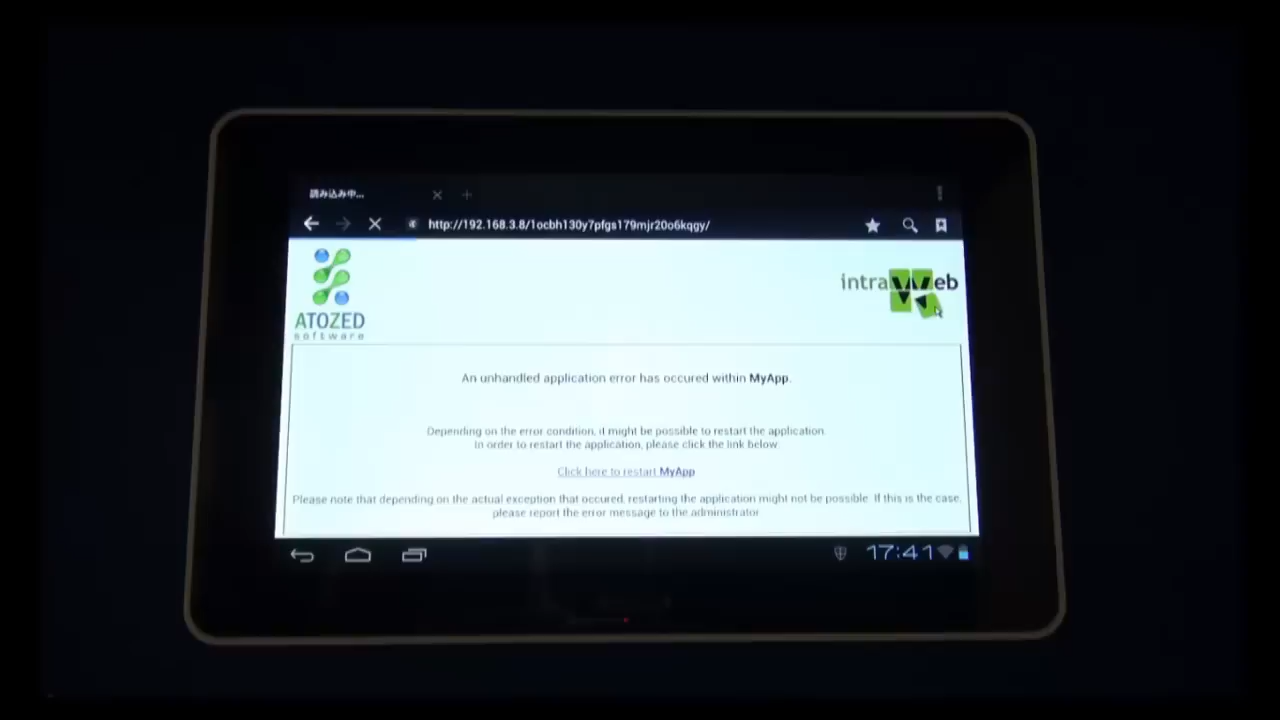 読み込み中...
http://192.168.3.8/1ocbh130y7pfgs179mjr20o6kqgy/
ATOZED
software
intraWeb
An unhandled application error has occured within MyApp.
Depending on the error condition, it might be possible to restart the application.
In order to restart the application, please click the link below
Click here to restart MyApp
Please note that depending on the actual exception that occured, restarting the application might not be possible. If this is the case,
please report the error message to the administrator
17:41